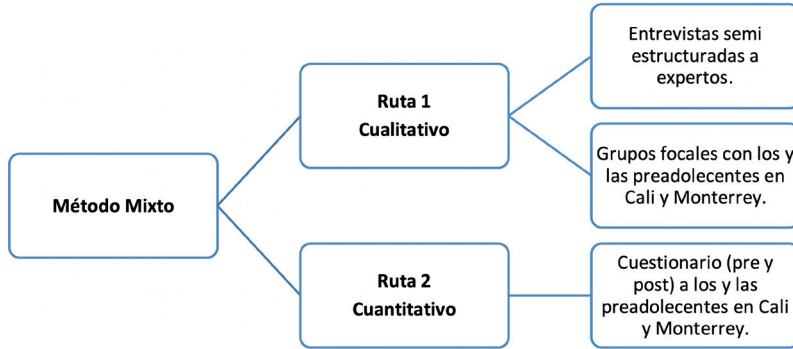 Método Mixto
Ruta 1
Cualitativo
Entrevistas semi
estructuradas a
expertos.
Grupos focales con los y
las preadolecentes en
Cali y Monterrey.
Ruta 2
Cuantitativo
Cuestionario (pre y
post) a los y las
preadolecentes en Cali
y Monterrey.